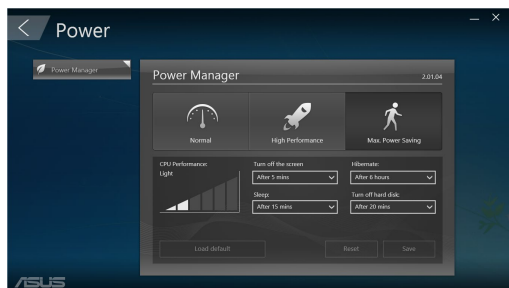 Power
Power Manager
Power Manager 2.01.04
Normal High Performance Max. Power Saving
CPU Performance: Turn off the screen Hibernate:
Light After 5 mins After 6 hours
Sleep: Turn off hard disk:
After 15 mins After 20 mins
Load default Reset Save
ASUS